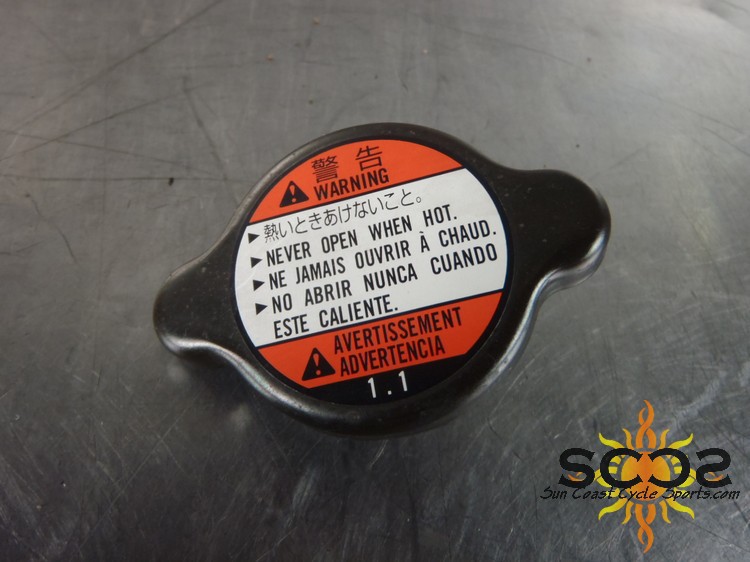 警告
WARNING
▶熱いときあけないこと。
▶NEVER OPEN WHEN HOT.
▶NE JAMAIS OUVRIR À CHAUD.
▶NO ABRIR NUNCA CUANDO
ESTE CALIENTE.
AVERTISSEMENT
ADVERTENCIA
1.1
SCCS
Sun Coast Cycle Sports.com